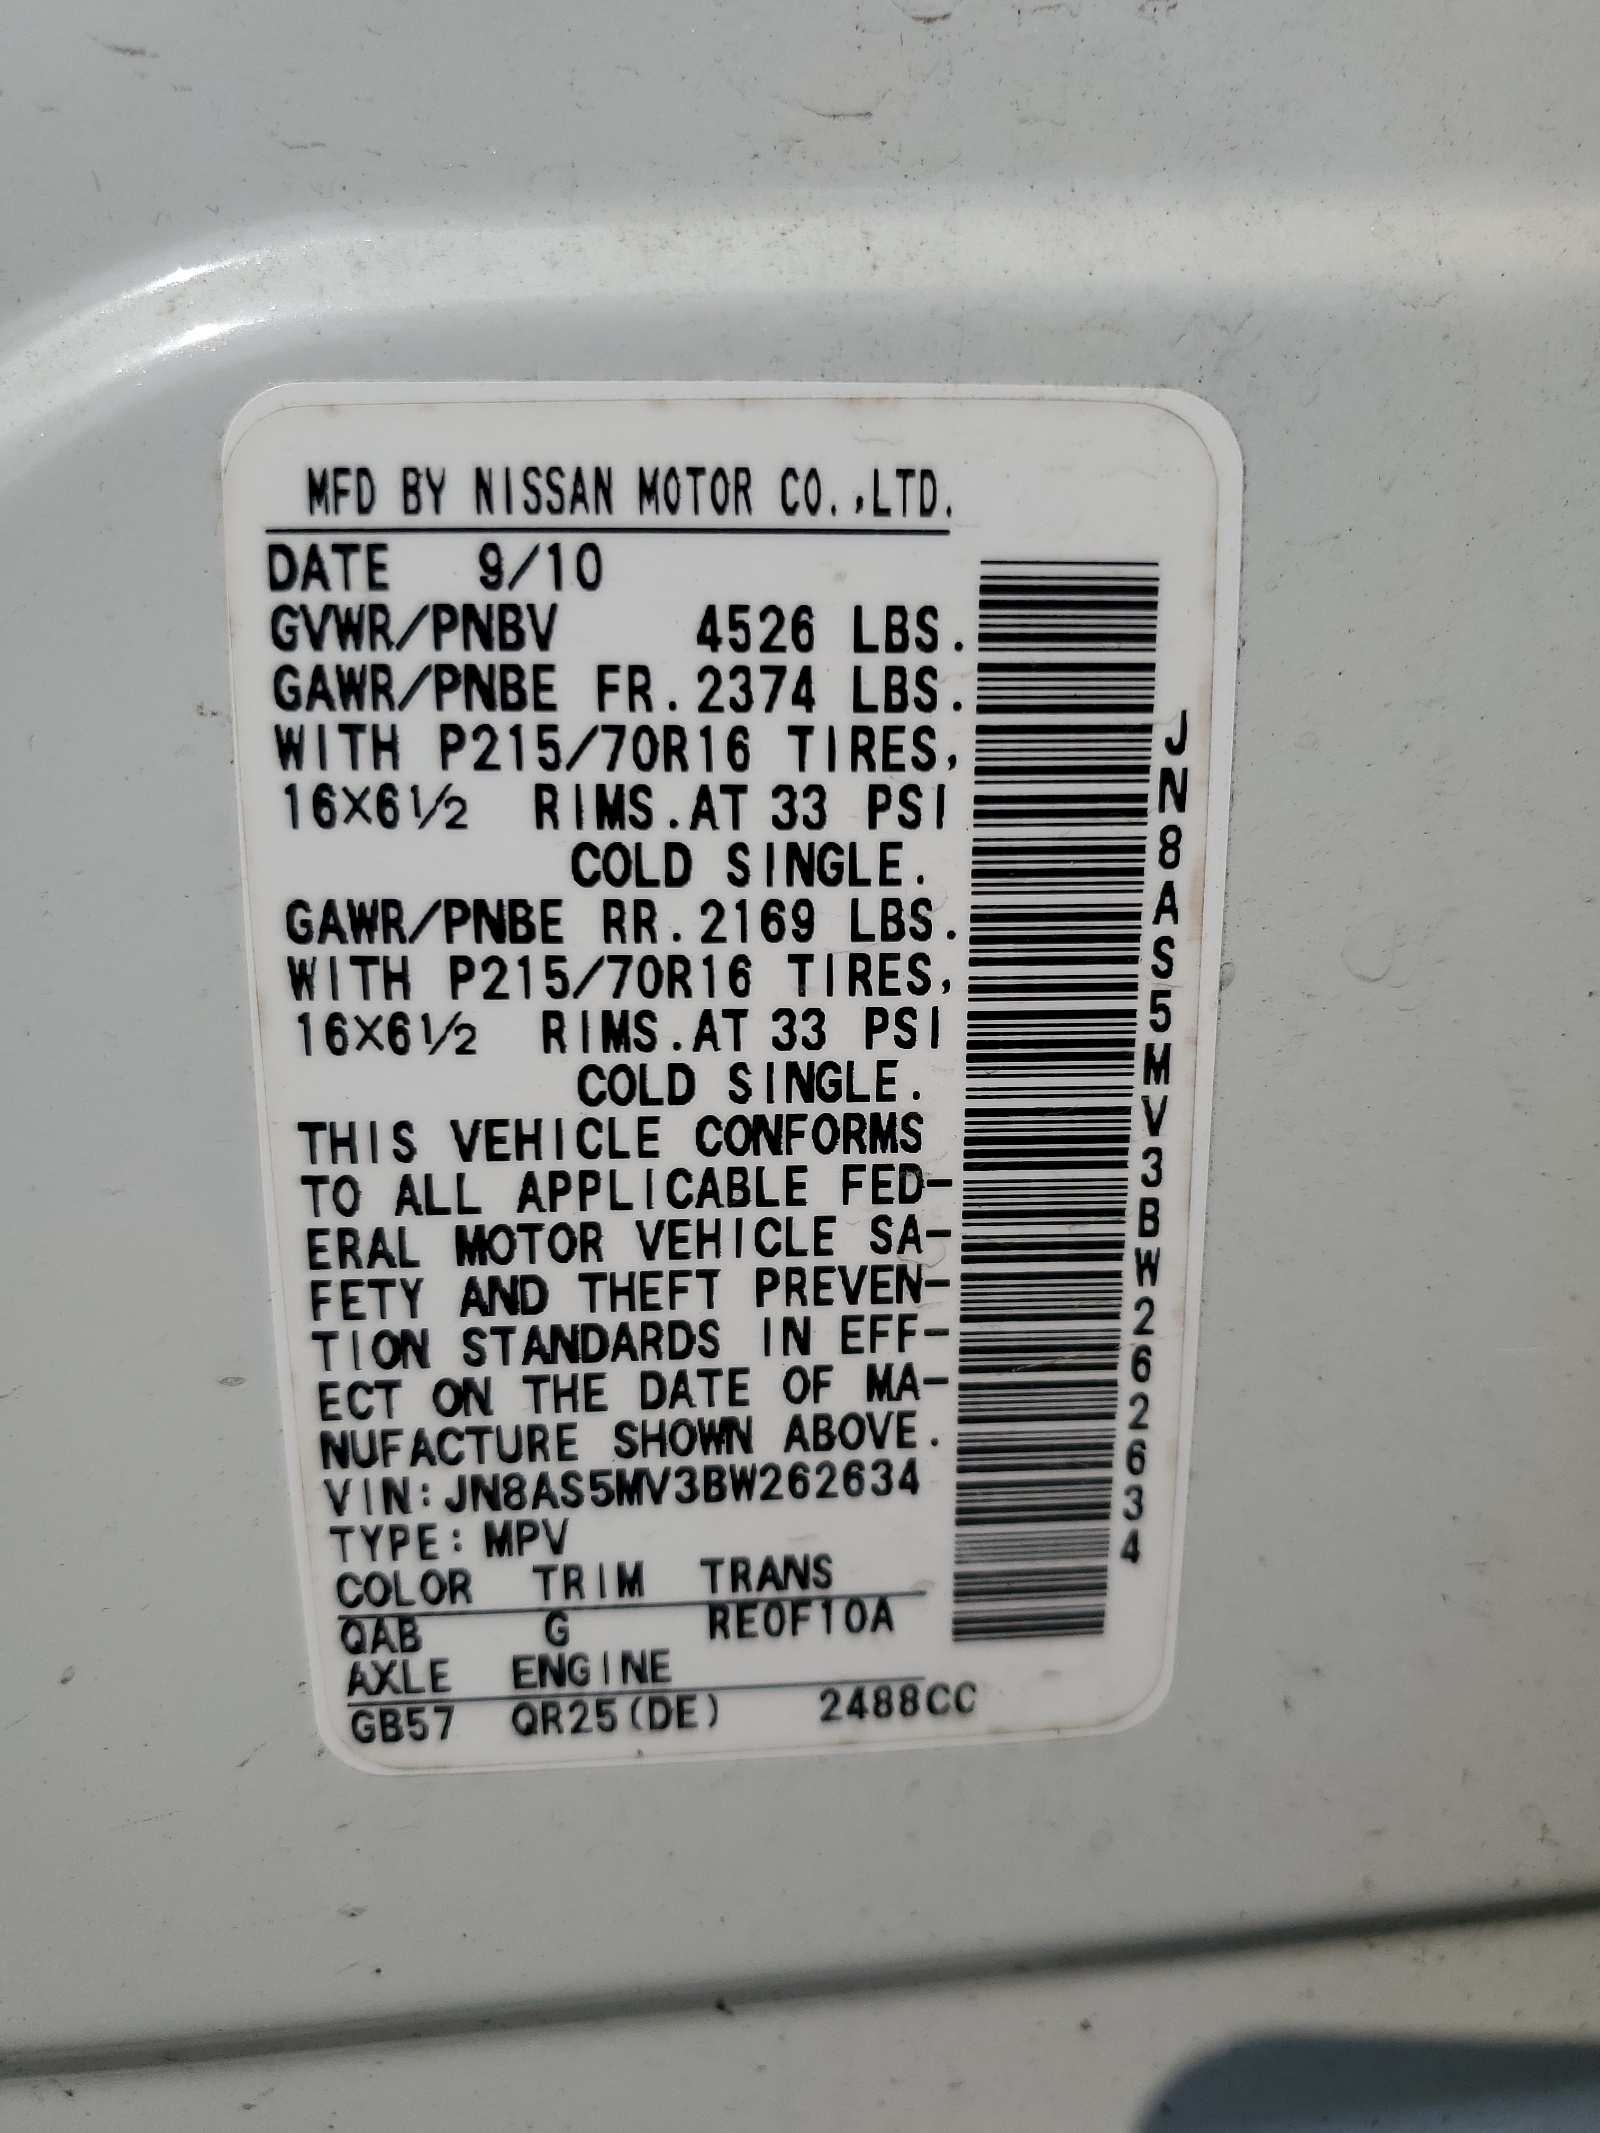 MFD BY NISSAN MOTOR CO.,LTD.
DATE 9/10
GVWR/PNBV 4526 LBS.
GAWR/PNBE FR.2374 LBS.
WITH P215/70R16 TIRES,
16X6 1/2 RIMS.AT 33 PSI
COLD SINGLE.
GAWR/PNBE RR.2169 LBS.
WITH P215/70R16 TIRES,
16X6 1/2 RIMS.AT 33 PSI
COLD SINGLE.
THIS VEHICLE CONFORMS
TO ALL APPLICABLE FED-
ERAL MOTOR VEHICLE SA-
FETY AND THEFT PREVEN-
TION STANDARDS IN EFF-
ECT ON THE DATE OF MA-
NUFACTURE SHOWN ABOVE.
VIN:JN8AS5MV3BW262634
TYPE:MPV
COLOR TRIM TRANS
QAB G RE0F10A
AXLE ENGINE
GB57 QR25(DE) 2488CC
JN8AS5MV3BW262634